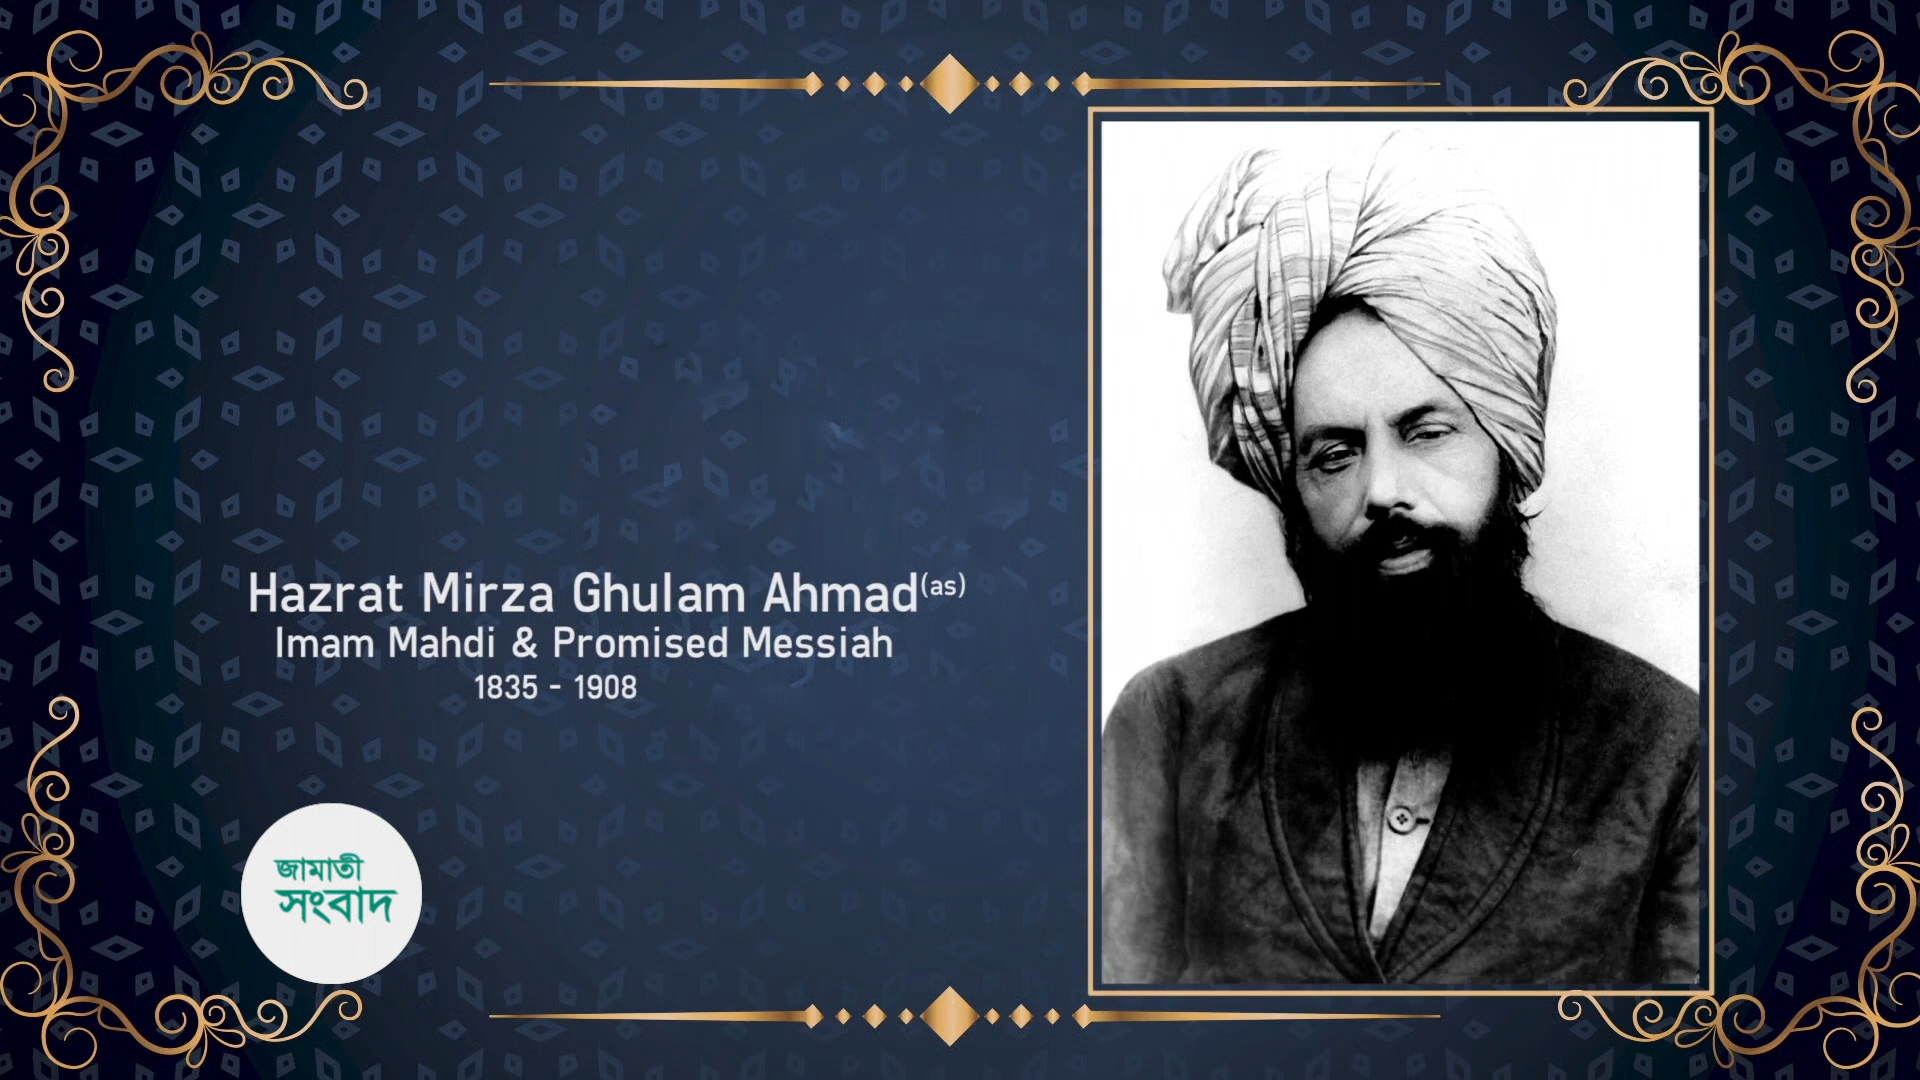 Hazrat Mirza Ghulam Ahmad(as)
Imam Mahdi & Promised Messiah
1835 - 1908
জামাতী
সংবাদ